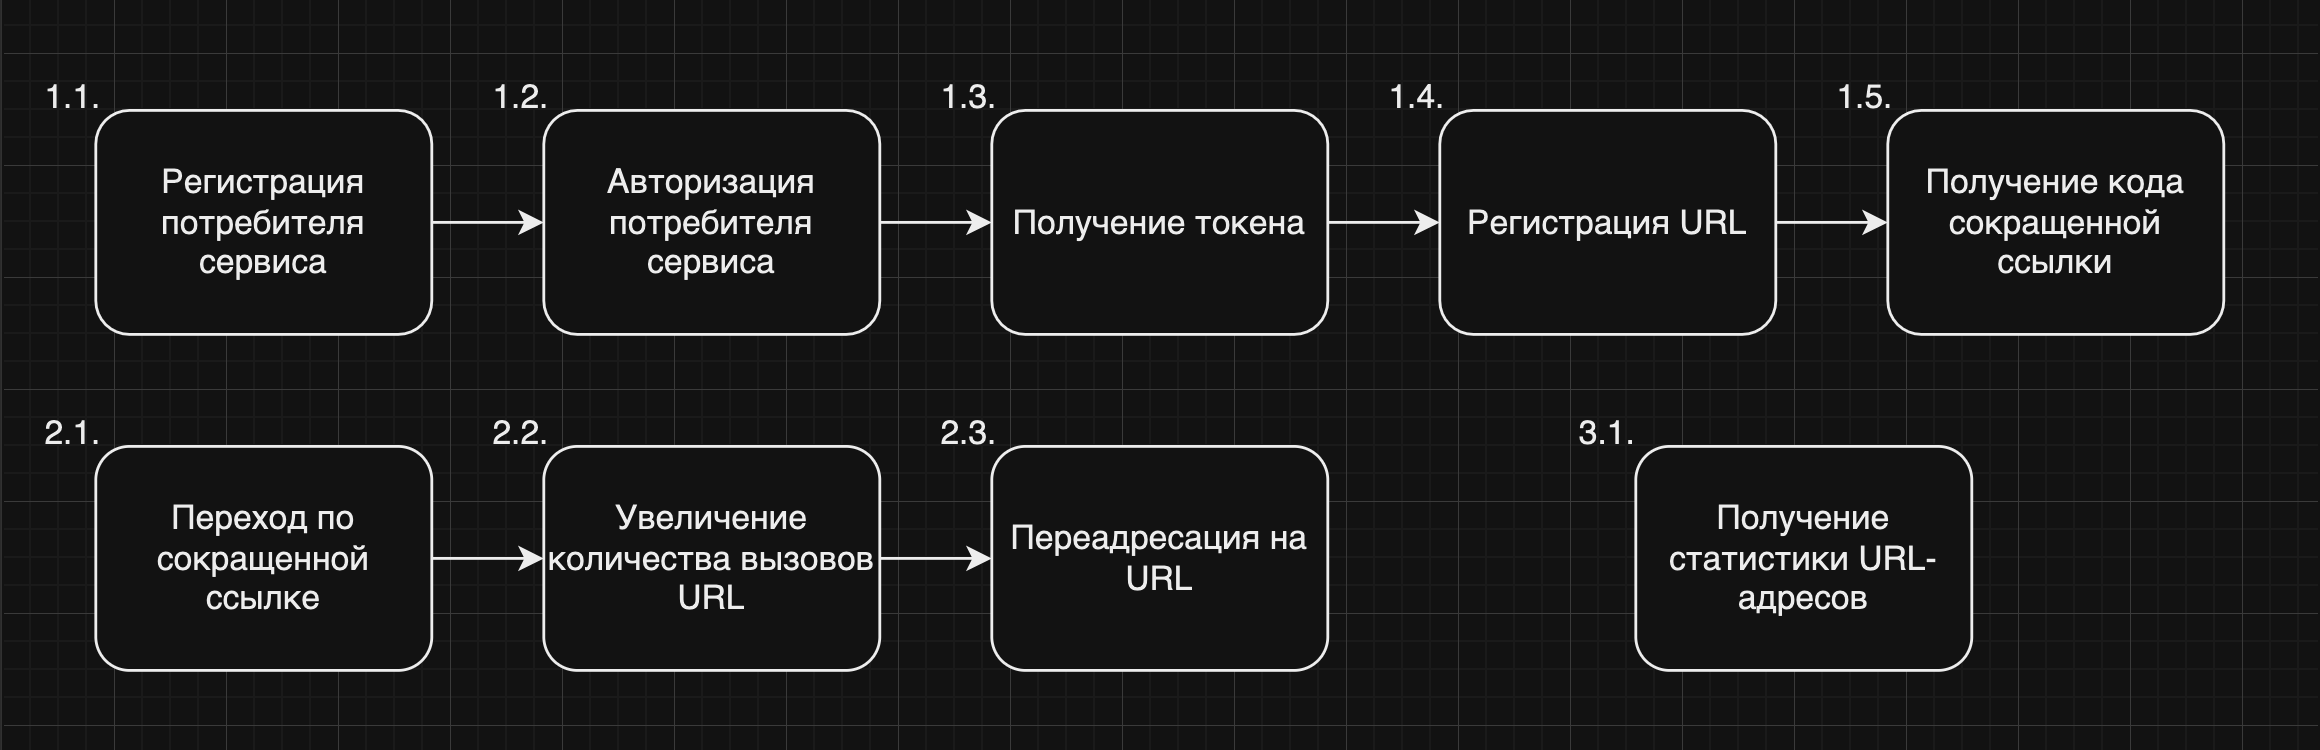 1.1.
Регистрация
потребителя
сервиса
1.2.
Авторизация
потребителя
сервиса
1.3.
Получение токена
1.4.
Регистрация URL
1.5.
Получение кода
сокращенной
ссылки
2.1.
Переход по
сокращенной
ссылке
2.2.
Увеличение
количества вызовов
URL
2.3.
Переадресация на
URL
3.1.
Получение
статистики URL-
адресов